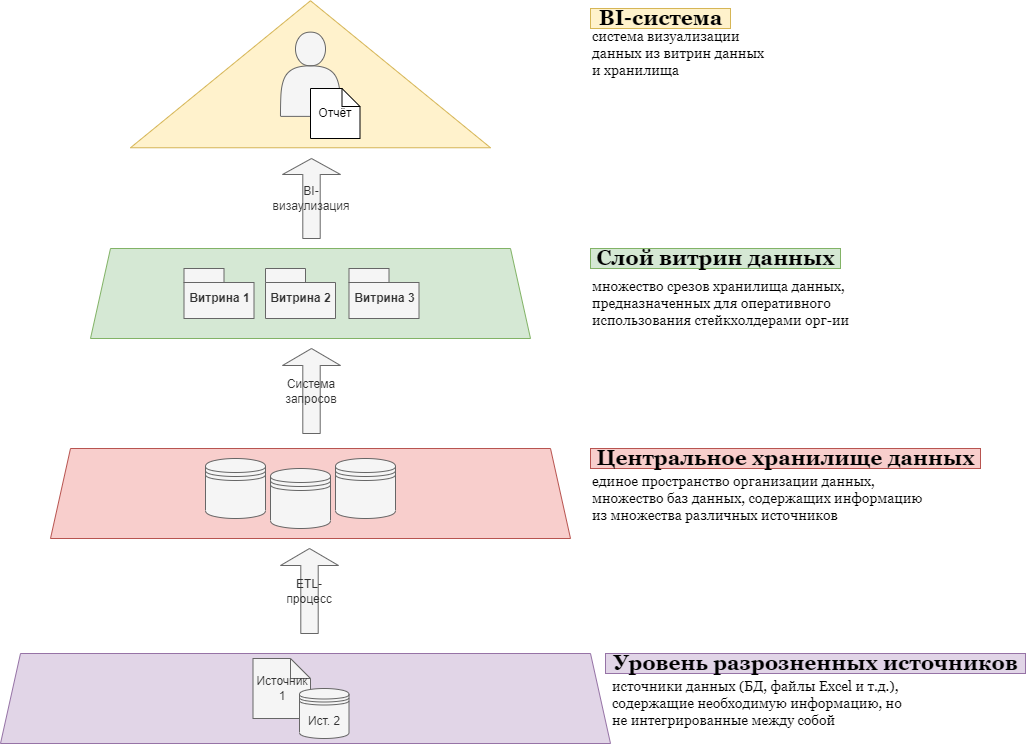 BI-система
система визуализации
данных из витрин данных
и хранилища
Отчёт
BI-
визаулизация
Слой витрин данных
множество срезов хранилища данных,
предназначенных для оперативного
использования стейкхолдерами орг-ии
Витрина 1
Витрина 2
Витрина 3
Система
запросов
Центральное хранилище данных
единое пространство организации данных,
множество баз данных, содержащих информацию
из множества различных источников
ETL-
процесс
Уровень разрозненных источников
источники данных (БД, файлы Excel и т.д.),
содержащие необходимую информацию, но
не интегрированные между собой
Источник
1
Ист. 2